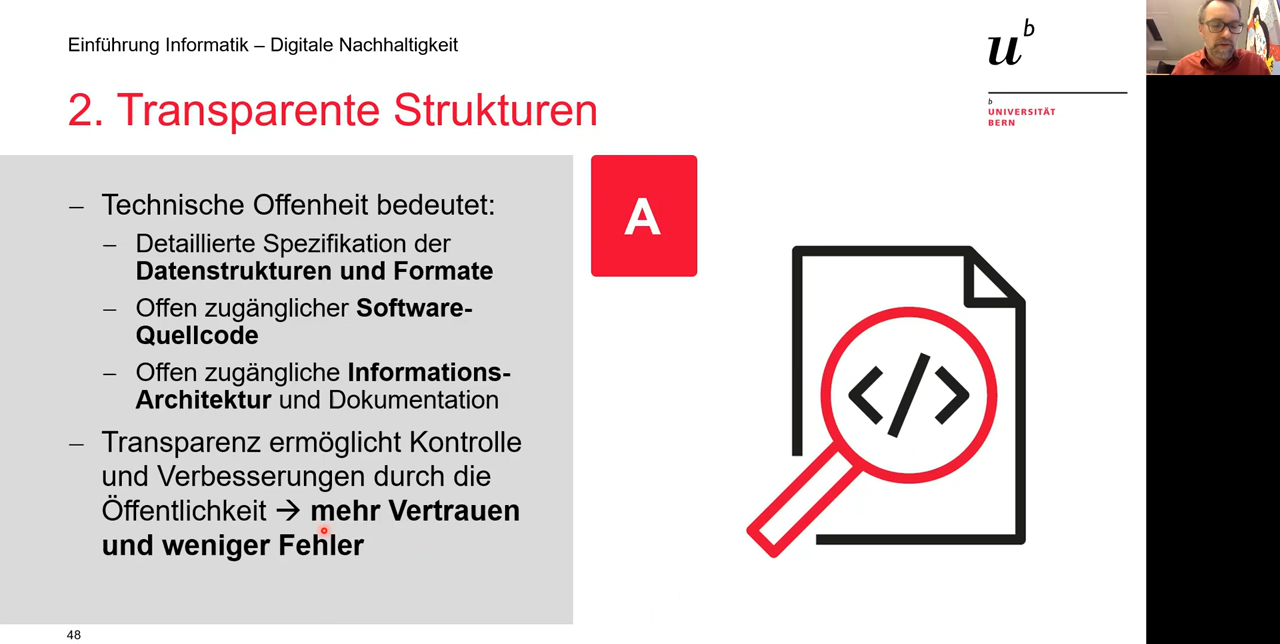 Einführung Informatik – Digitale Nachhaltigkeit
u b
b
UNIVERSITÄT
BERN
2. Transparente Strukturen
– Technische Offenheit bedeutet:
– Detaillierte Spezifikation der
Datenstrukturen und Formate
– Offen zugänglicher Software-
Quellcode
– Offen zugängliche Informations-
Architektur und Dokumentation
– Transparenz ermöglicht Kontrolle
und Verbesserungen durch die
Öffentlichkeit → mehr Vertrauen
und weniger Fehler
A
</>
48